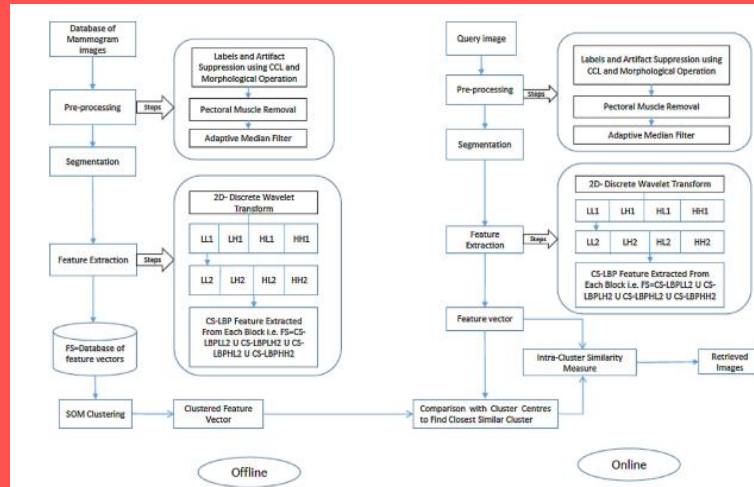 Database of
Mammogram
images
Pre-processing
Steps
Labels and Artifact
Suppression using CCL and
Morphological Operation
Pectoral Muscle Removal
Adaptive Median Filter
Segmentation
Feature Extraction
Steps
2D- Discrete Wavelet
Transform
LL1 LH1 HL1 HH1
LL2 LH2 HL2 HH2
CS-LBP Feature Extracted
From Each Block i.e. FS=CS-
LBPLL2 U CS-LBPLH2 U CS-
LBPHL2 U CS-LBPHH2
FS=Database of
feature vectors
SOM Clustering
Clustered Feature
Vector
Offline
Query image
Pre-processing
Steps
Labels and Artifact Suppression using
CCL and Morphological Operation
Pectoral Muscle Removal
Adaptive Median Filter
Segmentation
Feature
Extraction
Steps
2D- Discrete Wavelet Transform
LL1 LH1 HL1 HH1
LL2 LH2 HL2 HH2
CS-LBP Feature Extracted From
Each Block i.e. FS=CS-LBPLL2 U CS-
LBPLH2 U CS-LBPHL2 U CS-LBPHH2
Feature vector
Intra-Cluster Similarity
Measure
Retrieved
Images
Comparison with Cluster Centres
to Find Closest Similar Cluster
Online